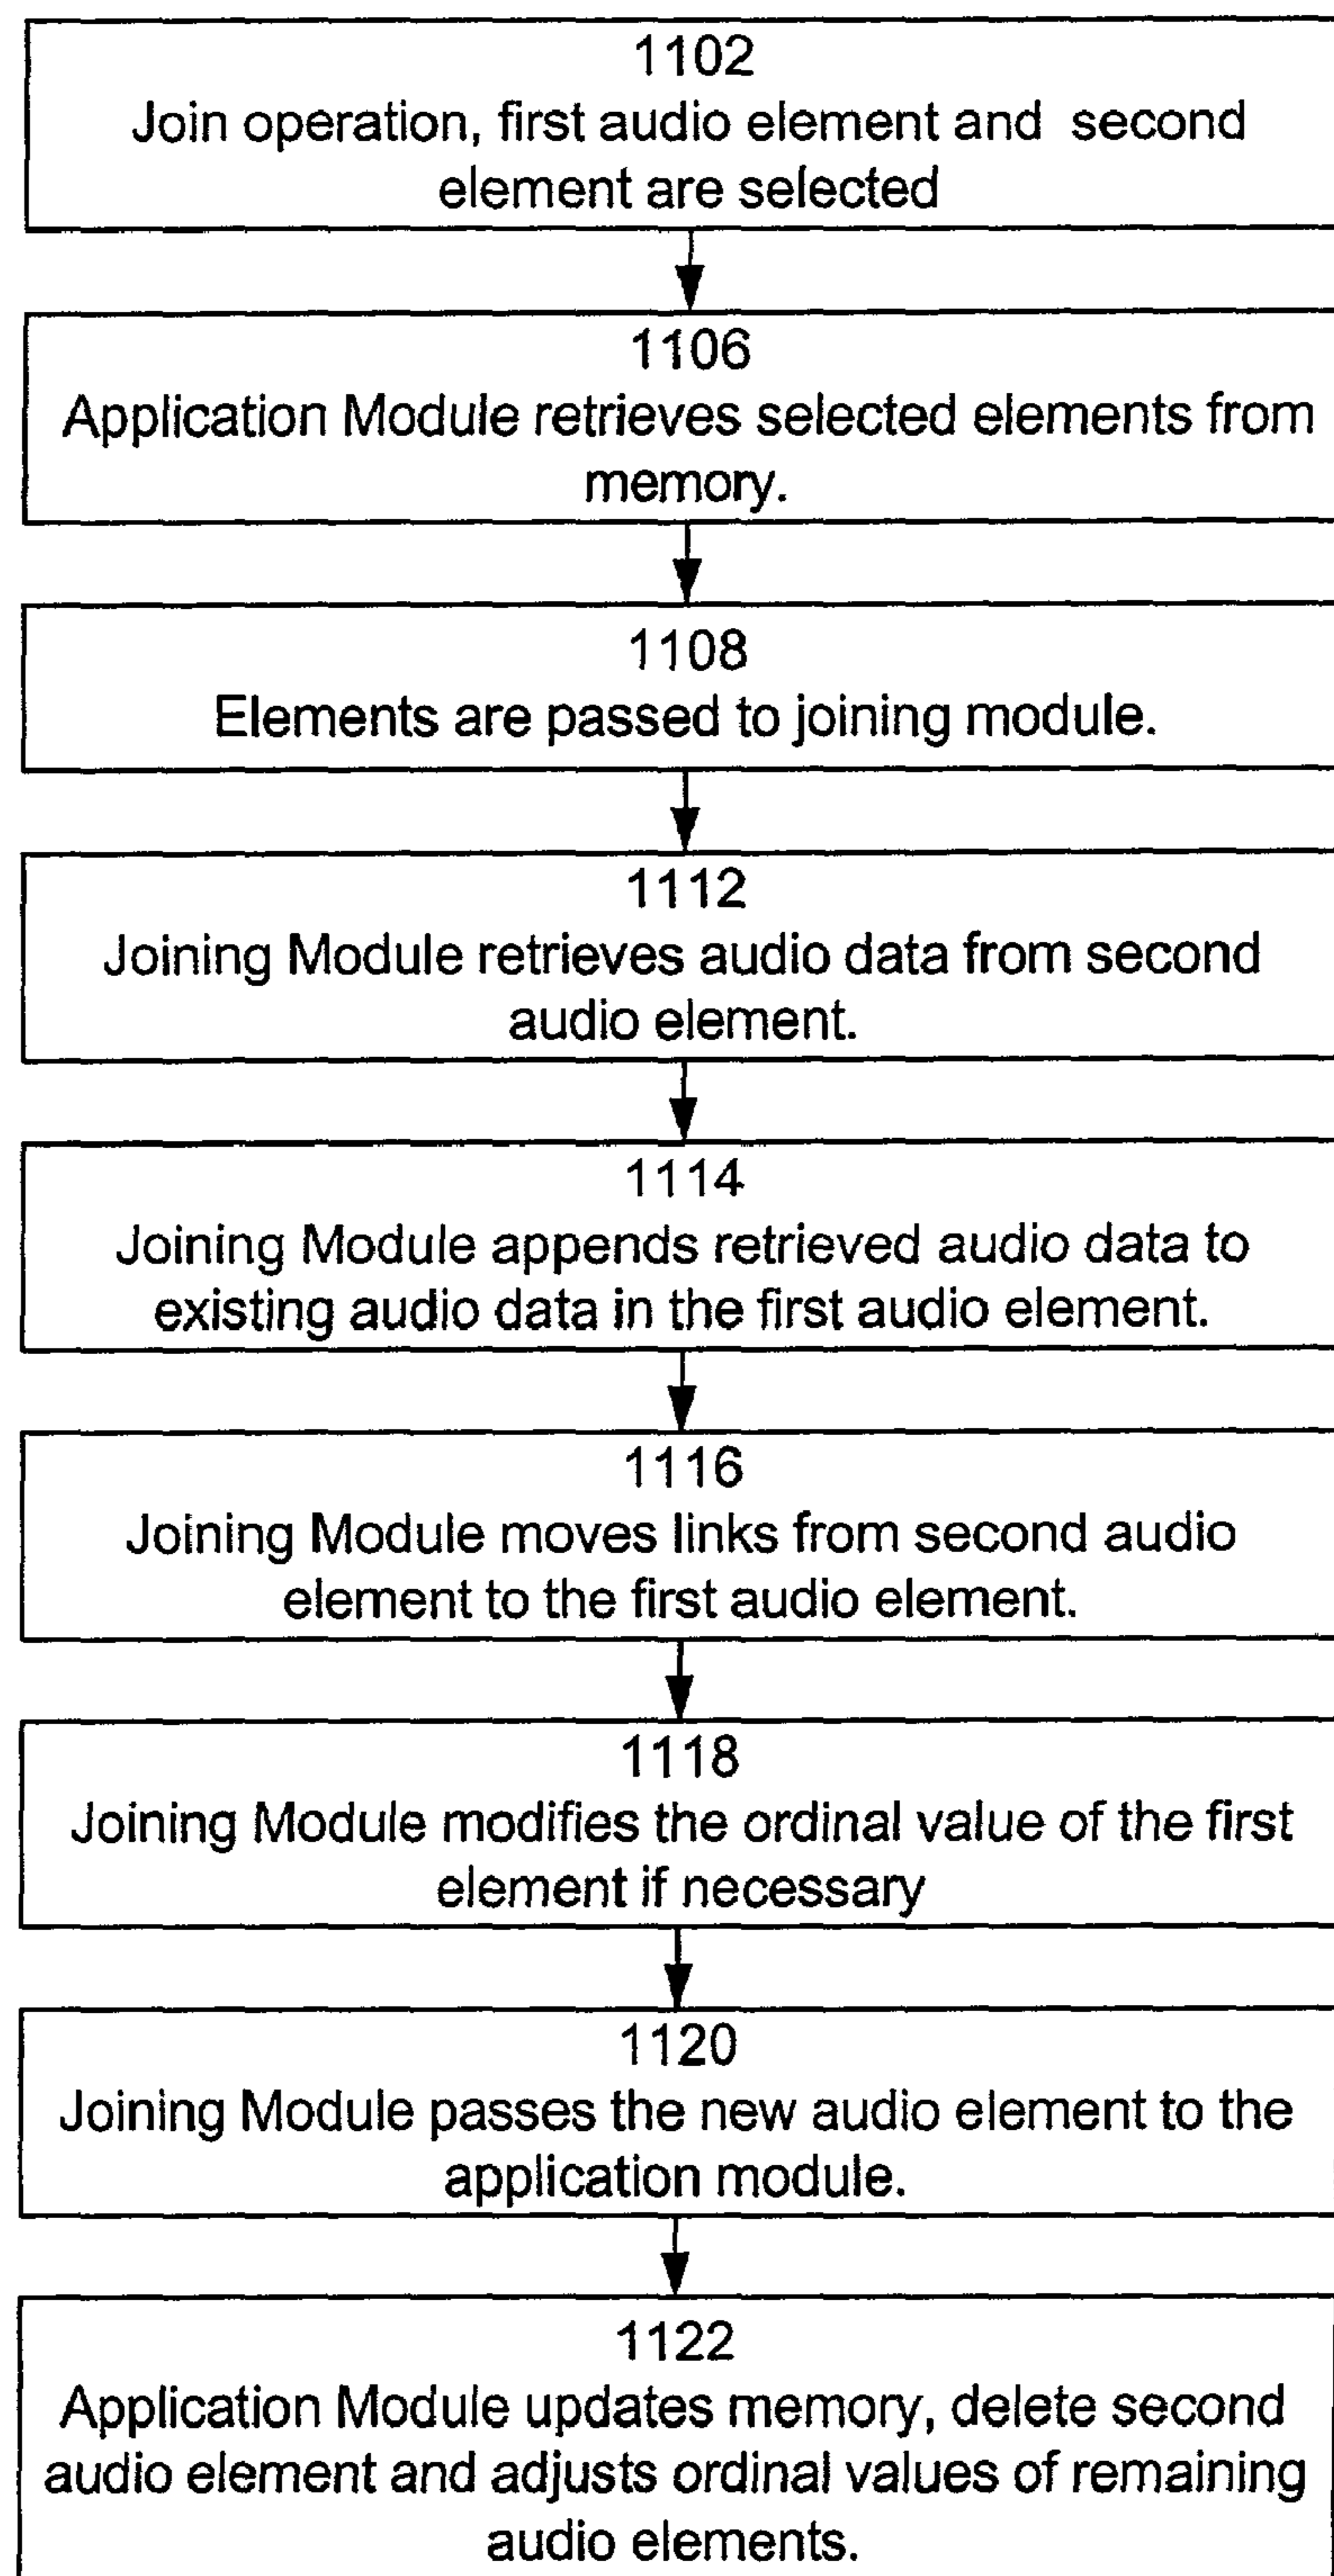 1102
Join operation, first audio element and second
element are selected
1106
Application Module retrieves selected elements from
memory.
1108
Elements are passed to joining module.
1112
Joining Module retrieves audio data from second
audio element.
1114
Joining Module appends retrieved audio data to
existing audio data in the first audio element.
1116
Joining Module moves links from second audio
element to the first audio element.
1118
Joining Module modifies the ordinal value of the first
element if necessary
1120
Joining Module passes the new audio element to the
application module.
1122
Application Module updates memory, delete second
audio element and adjusts ordinal values of remaining
audio elements.